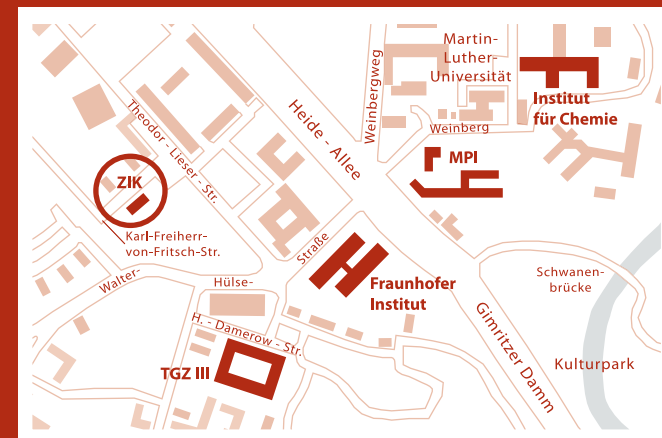 Martin-
Luther-
Universität
Weinbergweg
Institut
für Chemie
Weinberg
Heide - Allee
Theodor - Lieser - Str.
MPI
ZIK
Karl-Freiherr-
von-Fritsch-Str.
Walter-
Hülse-
Straße
Fraunhofer
Institut
Schwanen-
brücke
H. - Damerow - Str.
Gimritzer Damm
TGZ III
Kulturpark